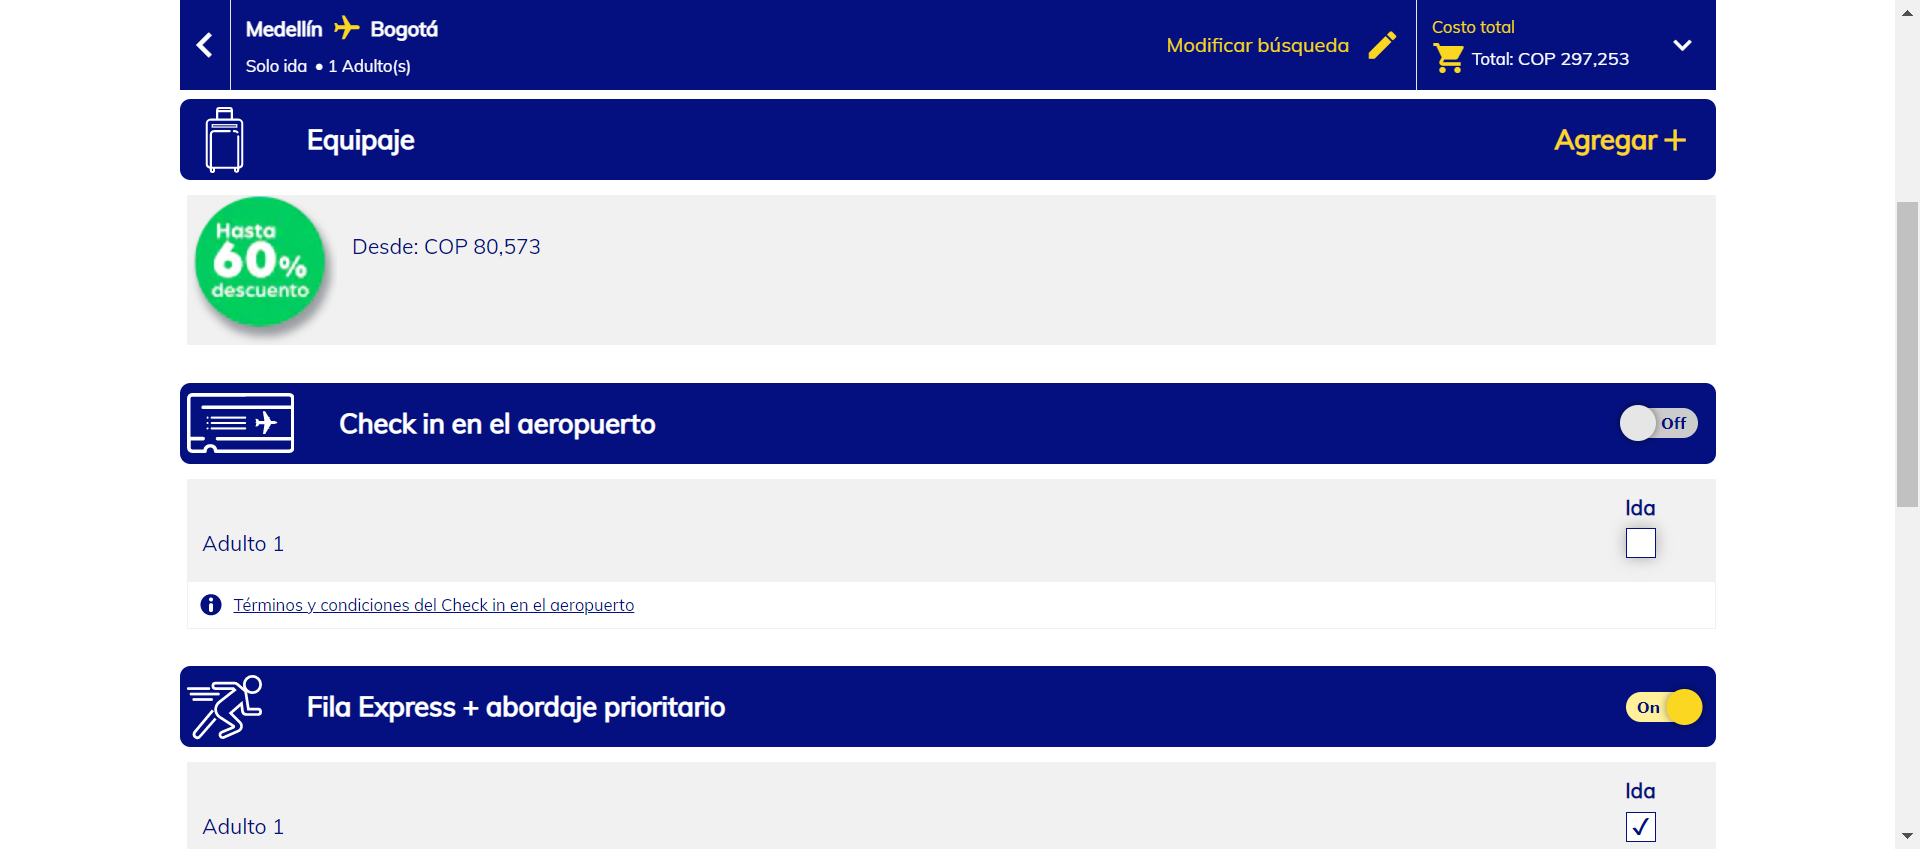 Medellín Bogotá
Solo ida • 1 Adulto(s)
Modificar búsqueda
Costo total
Total: COP 297,253
Equipaje
Agregar +
Hasta
60%
descuento
Desde: COP 80,573
Check in en el aeropuerto
Off
Ida
Adulto 1
Términos y condiciones del Check in en el aeropuerto
Fila Express + abordaje prioritario
On
Ida
Adulto 1